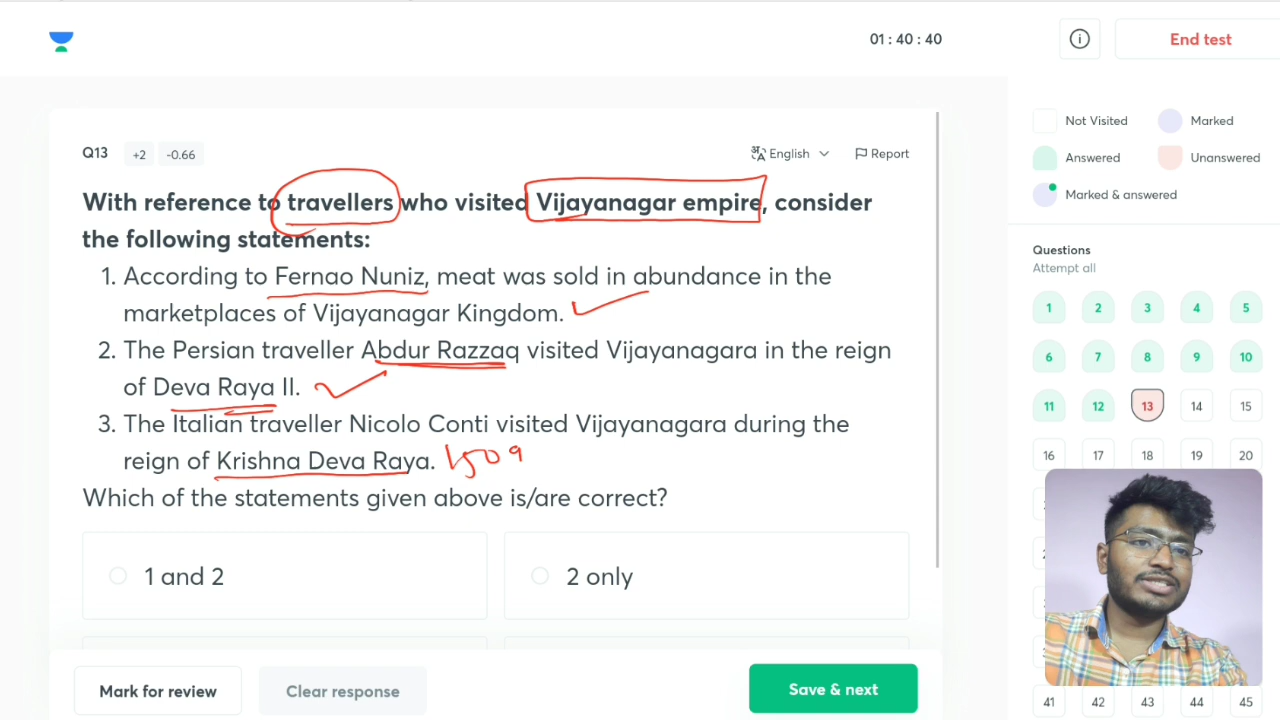 01 : 40 : 40
End test
Not Visited
Marked
Answered
Unanswered
Marked & answered
Q13 +2 -0.66
English
Report
With reference to travellers who visited Vijayanagar empire, consider
the following statements:
1. According to Fernao Nuniz, meat was sold in abundance in the
marketplaces of Vijayanagar Kingdom.
2. The Persian traveller Abdur Razzaq visited Vijayanagara in the reign
of Deva Raya II.
3. The Italian traveller Nicolo Conti visited Vijayanagara during the
reign of Krishna Deva Raya. 1509
Which of the statements given above is/are correct?
1 and 2
2 only
Mark for review
Clear response
Save & next
Questions
Attempt all
1 2 3 4 5
6 7 8 9 10
11 12 13 14 15
16 17 18 19 20
41 42 43 44 45